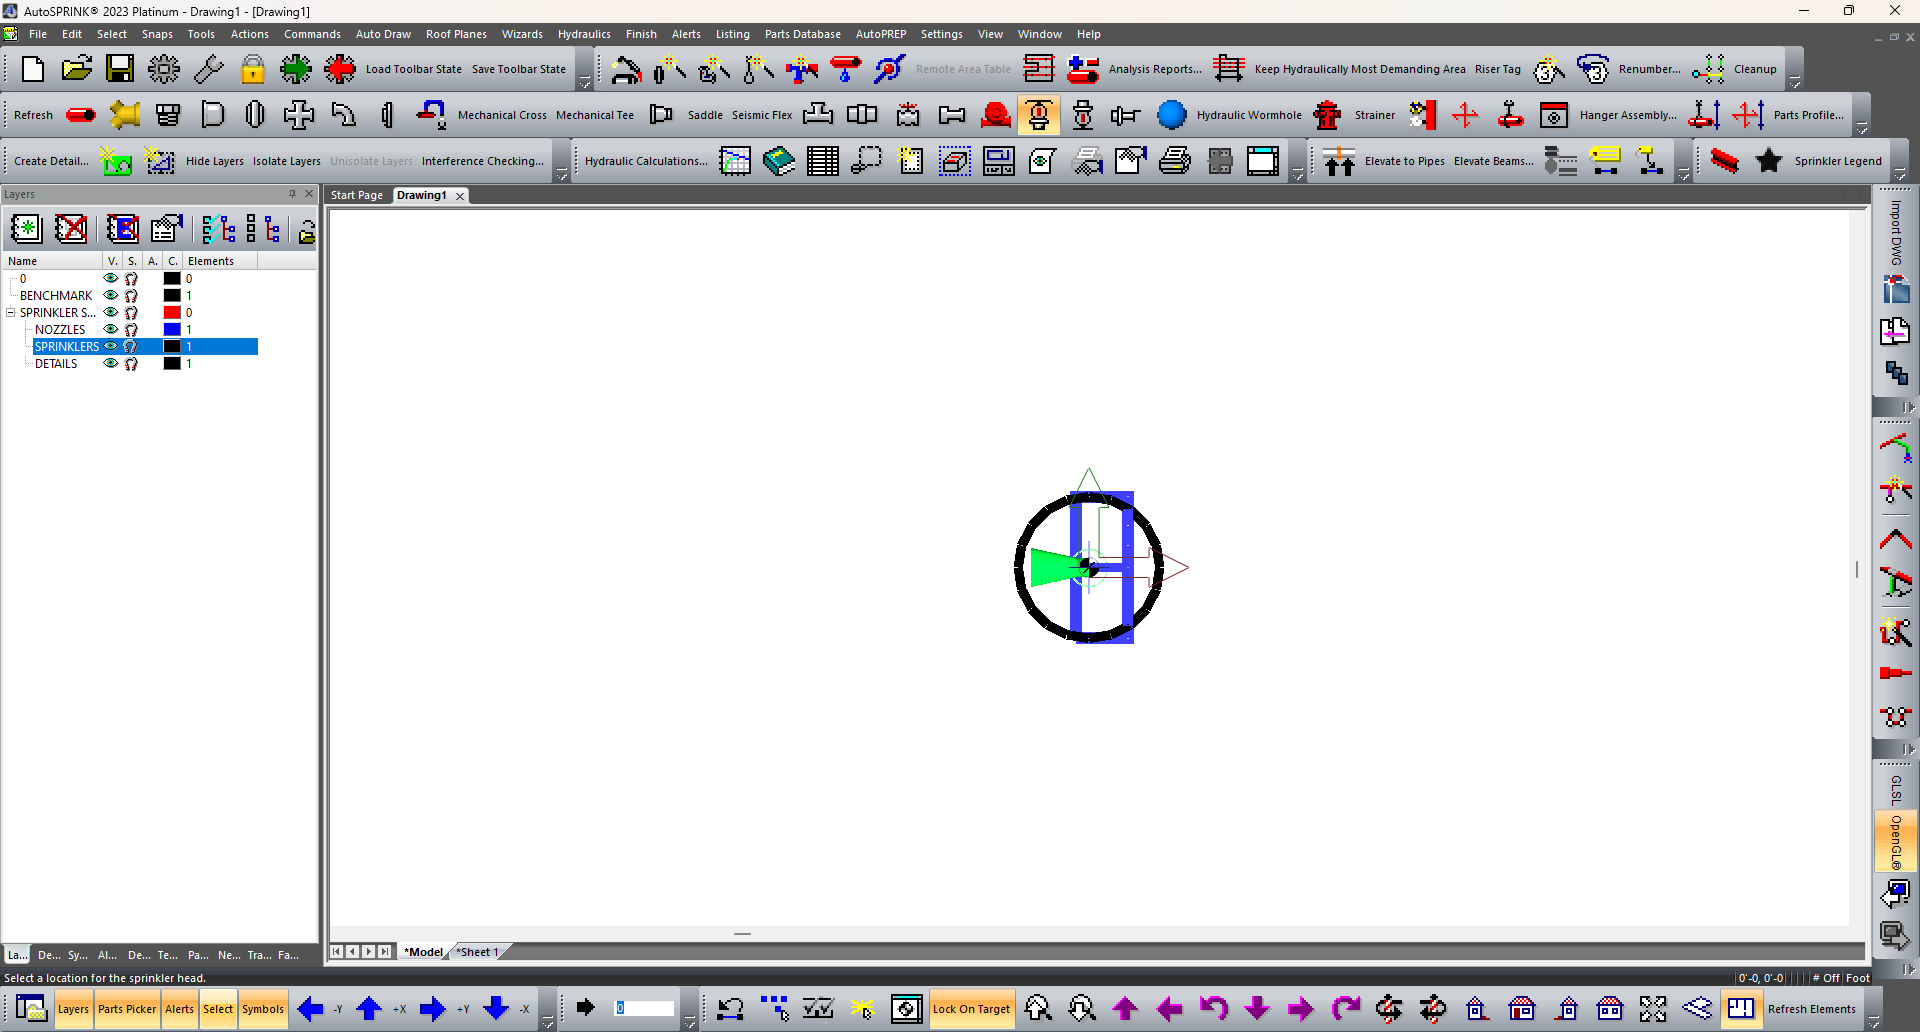 AutoSPRINK® 2023 Platinum - Drawing1 - [Drawing1]
File Edit Select Snaps Tools Actions Commands Auto Draw Roof Planes Wizards Hydraulics Finish Alerts Listing Parts Database AutoPREP Settings View Window Help
Load Toolbar State Save Toolbar State Remote Area Table Analysis Reports... Keep Hydraulically Most Demanding Area Riser Tag Renumber... Cleanup
Refresh Mechanical Cross Mechanical Tee Saddle Seismic Flex Hydraulic Wormhole Strainer Hanger Assembly... Parts Profile...
Create Detail... Hide Layers Isolate Layers Unisolate Layers Interference Checking... Hydraulic Calculations... Elevate to Pipes Elevate Beams... Sprinkler Legend
Layers
Start Page Drawing1
Name V. S. A. C. Elements
0 0
BENCHMARK 1
SPRINKLER S... 0
NOZZLES 1
SPRINKLERS 1
DETAILS 1
Import DWG
GLSL
OpenGL®
La... De... Sy... Al... De... Te... Pa... Ne... Tra... Fa...
*Model *Sheet 1
Select a location for the sprinkler head.
0'-0, 0'-0 # Off Foot
Layers Parts Picker Alerts Select Symbols -Y +X +Y -X 0 Lock On Target Refresh Elements